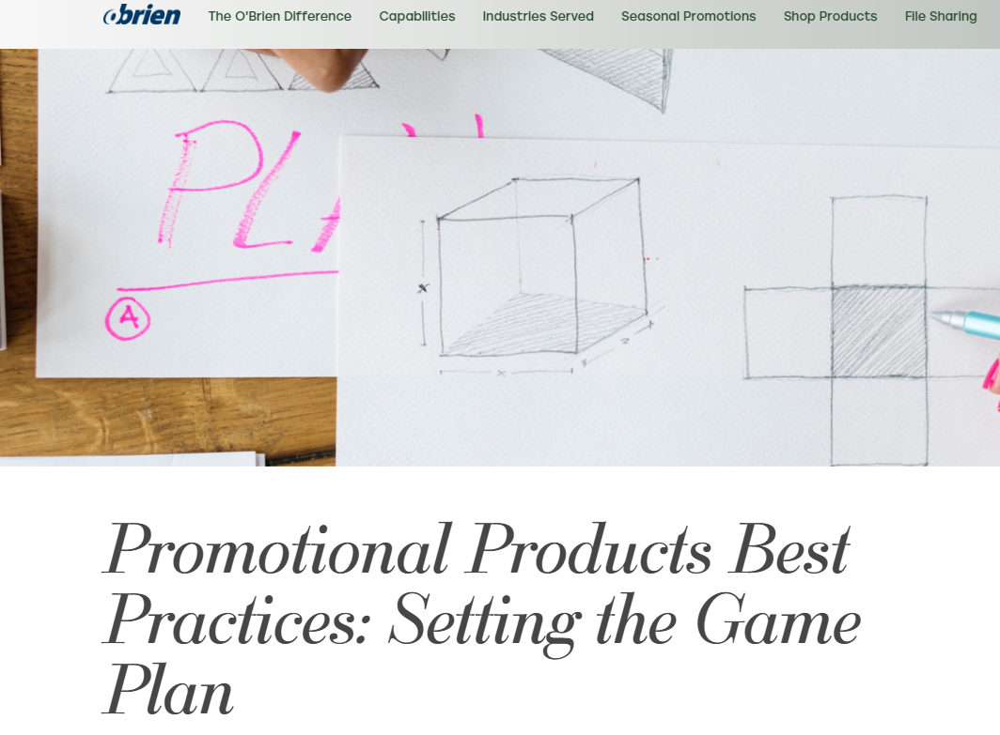 obrien
The O'Brien Difference
Capabilities
Industries Served
Seasonal Promotions
Shop Products
File Sharing
PLA
A
x
x
Promotional Products Best
Practices: Setting the Game
Plan